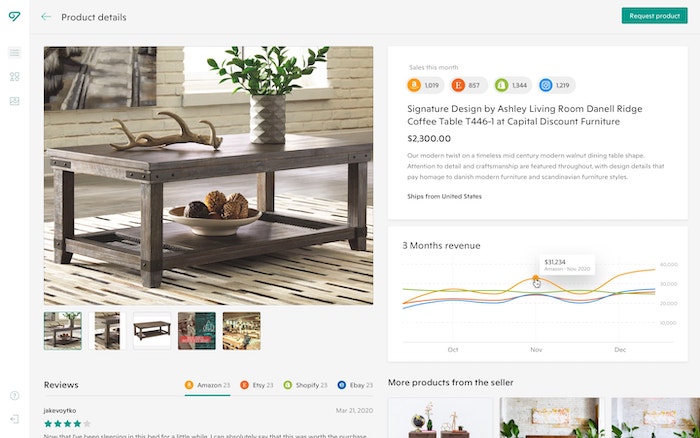 Product details
Request product
Sales this month
1,019
857
1,344
1,219
Signature Design by Ashley Living Room Danell Ridge
Coffee Table T446-1 at Capital Discount Furniture
$2,300.00
Our modern twist on a timeless mid century modern walnut dining table shape.
Attention to detail and craftsmanship are featured throughout, with design details that
pay homage to danish modern furniture and scandinavian furniture styles.
Ships from United States
3 Months revenue
$31,234
Amazon - Nov, 2020
40,000
30,000
20,000
10,000
Oct
Nov
Dec
Reviews
Amazon 23
Etsy 23
Shopify 23
Ebay 23
jakevoytko
Mar 21, 2020
Now that I've been sleeping in this bed for a little while, I can absolutely say that this was worth the purchase.
More products from the seller